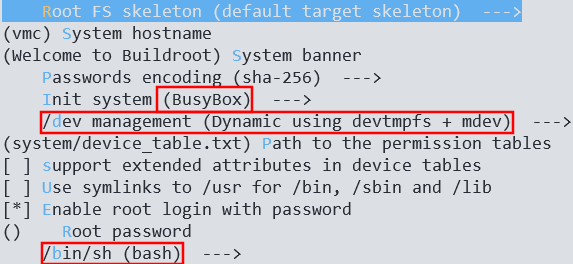 Root FS skeleton (default target skeleton)  --->
(vmc) System hostname
(Welcome to Buildroot) System banner
Passwords encoding (sha-256)  --->
Init system (BusyBox)  --->
/dev management (Dynamic using devtmpfs + mdev)  --->
(system/device_table.txt) Path to the permission tables
[ ] support extended attributes in device tables
[ ] Use symlinks to /usr for /bin, /sbin and /lib
[*] Enable root login with password
()    Root password
/bin/sh (bash)  --->